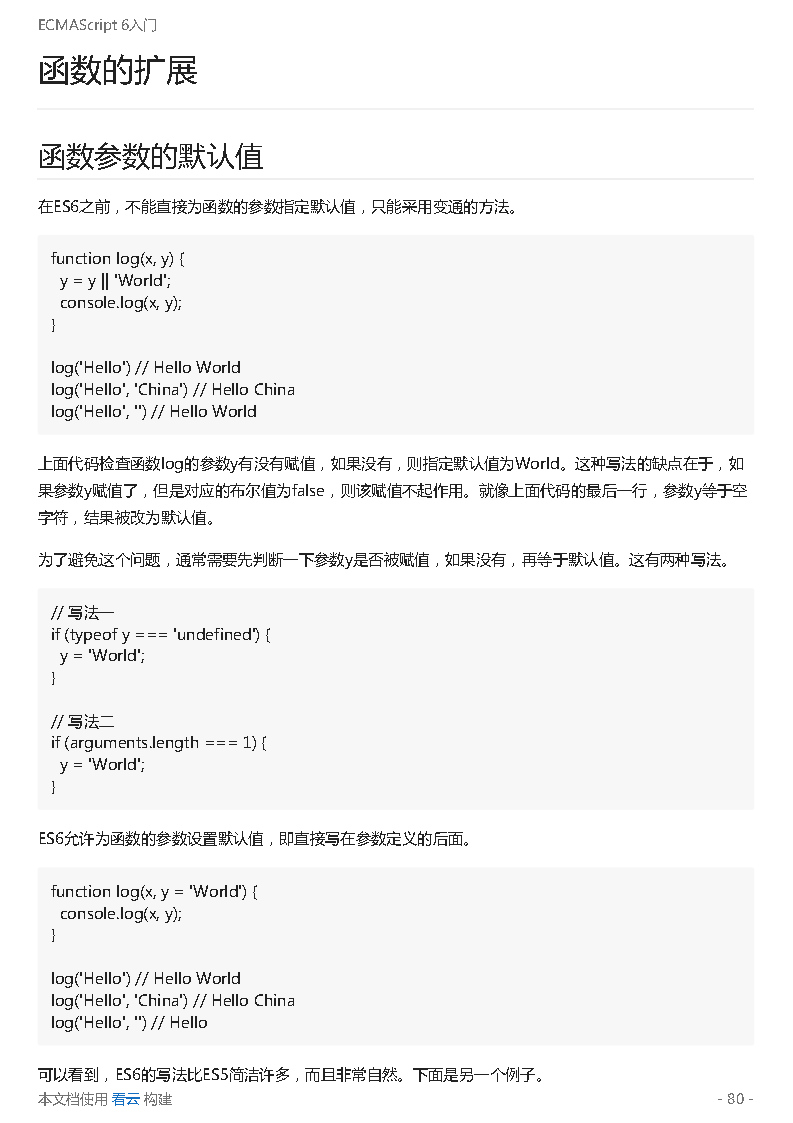 ECMAScript 6入门
函数的扩展
函数参数的默认值
在ES6之前，不能直接为函数的参数指定默认值，只能采用变通的方法。
function log(x, y) {
  y = y || 'World';
  console.log(x, y);
}

log('Hello') // Hello World
log('Hello', 'China') // Hello China
log('Hello', '') // Hello World
上面代码检查函数log的参数y有没有赋值，如果没有，则指定默认值为World。这种写法的缺点在于，如
果参数y赋值了，但是对应的布尔值为false，则该赋值不起作用。就像上面代码的最后一行，参数y等于空
字符，结果被改为默认值。
为了避免这个问题，通常需要先判断一下参数y是否被赋值，如果没有，再等于默认值。这有两种写法。
// 写法一
if (typeof y === 'undefined') {
  y = 'World';
}

// 写法二
if (arguments.length === 1) {
  y = 'World';
}
ES6允许为函数的参数设置默认值，即直接写在参数定义的后面。
function log(x, y = 'World') {
  console.log(x, y);
}

log('Hello') // Hello World
log('Hello', 'China') // Hello China
log('Hello', '') // Hello
可以看到，ES6的写法比ES5简洁许多，而且非常自然。下面是另一个例子。
本文档使用 看云 构建 - 80 -